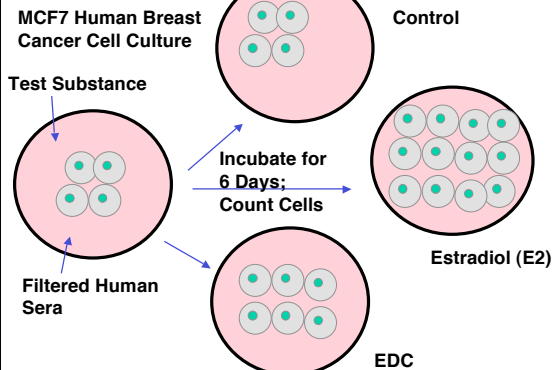 MCF7 Human Breast
Cancer Cell Culture
Control
Test Substance
Incubate for
6 Days;
Count Cells
Estradiol (E2)
Filtered Human
Sera
EDC